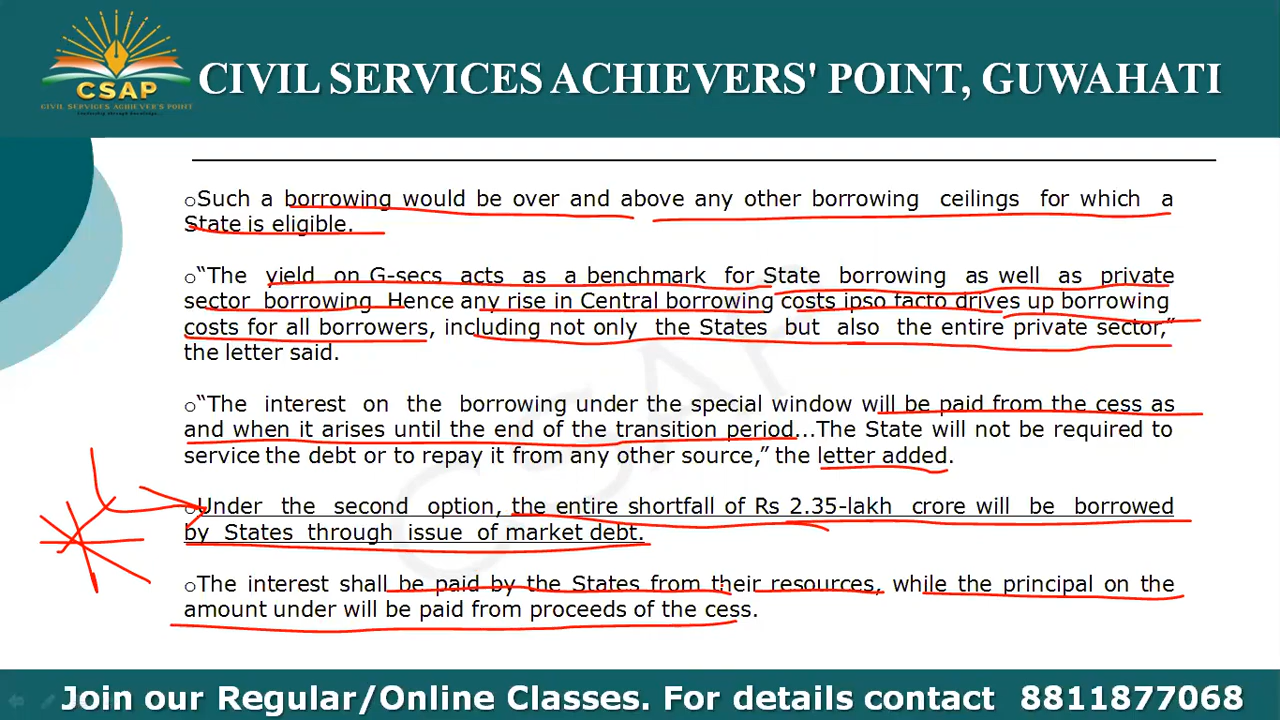 CSAP
CIVIL SERVICES ACHIEVER'S POINT
CIVIL SERVICES ACHIEVERS' POINT, GUWAHATI
oSuch a borrowing would be over and above any other borrowing ceilings for which a
State is eligible.
o“The yield on G-secs acts as a benchmark for State borrowing as well as private
sector borrowing Hence any rise in Central borrowing costs ipso facto drives up borrowing
costs for all borrowers, including not only the States but also the entire private sector,”
the letter said.
o“The interest on the borrowing under the special window will be paid from the cess as
and when it arises until the end of the transition period…The State will not be required to
service the debt or to repay it from any other source,” the letter added.
oUnder the second option, the entire shortfall of Rs 2.35-lakh crore will be borrowed
by States through issue of market debt.
oThe interest shall be paid by the States from their resources, while the principal on the
amount under will be paid from proceeds of the cess.
CSAP
Join our Regular/Online Classes. For details contact 8811877068